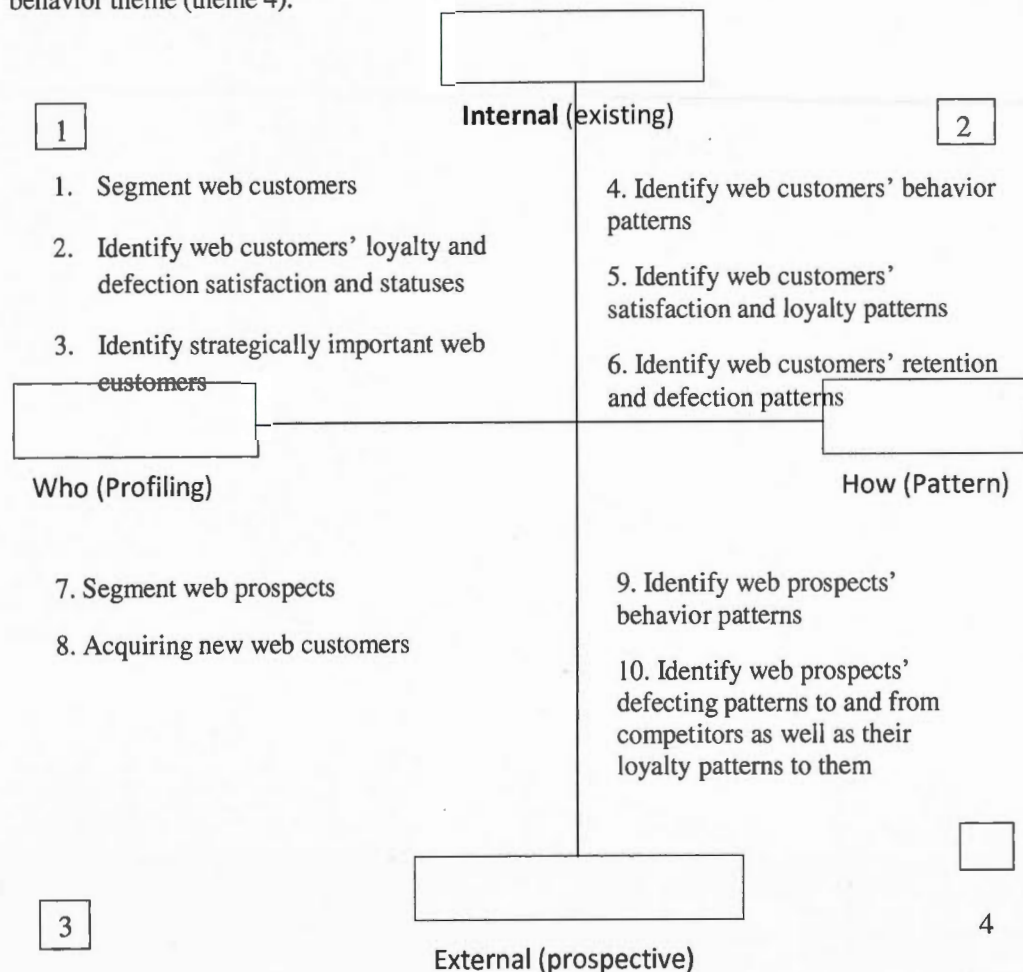 behavior theme (theme 4).
Internal (existing)
1
2
1. Segment web customers
2. Identify web customers' loyalty and
defection satisfaction and statuses
3. Identify strategically important web
customers
4. Identify web customers' behavior
patterns
5. Identify web customers'
satisfaction and loyalty patterns
6. Identify web customers' retention
and defection patterns
Who (Profiling)
How (Pattern)
7. Segment web prospects
8. Acquiring new web customers
9. Identify web prospects'
behavior patterns
10. Identify web prospects'
defecting patterns to and from
competitors as well as their
loyalty patterns to them
3
4
External (prospective)